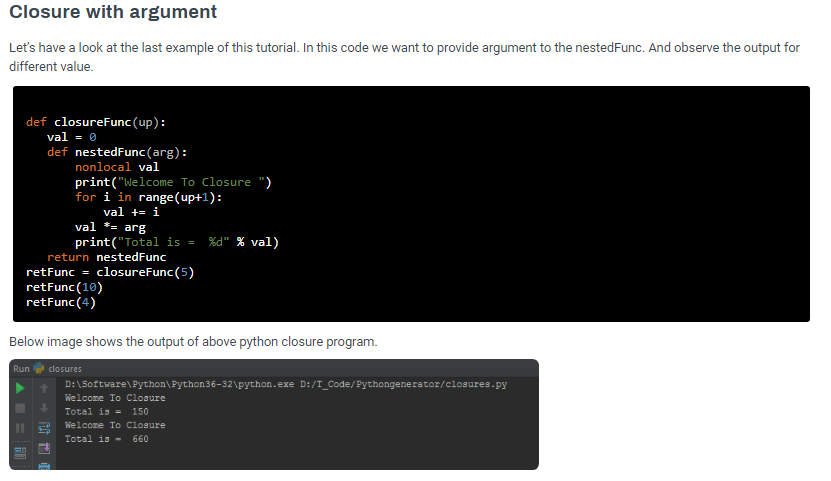 Closure with argument
Let's have a look at the last example of this tutorial. In this code we want to provide argument to the nestedFunc. And observe the output for
different value.
def closureFunc(up):
   val = 0
   def nestedFunc(arg):
       nonlocal val
       print("Welcome To Closure ")
       for i in range(up+1):
           val += i
       val *= arg
       print("Total is =  %d" % val)
   return nestedFunc
retFunc = closureFunc(5)
retFunc(10)
retFunc(4)
Below image shows the output of above python closure program.
Run closures
D:\Software\Python\Python36-32\python.exe D:/T_Code/Pythongenerator/closures.py
Welcome To Closure
Total is =  150
Welcome To Closure
Total is =  660